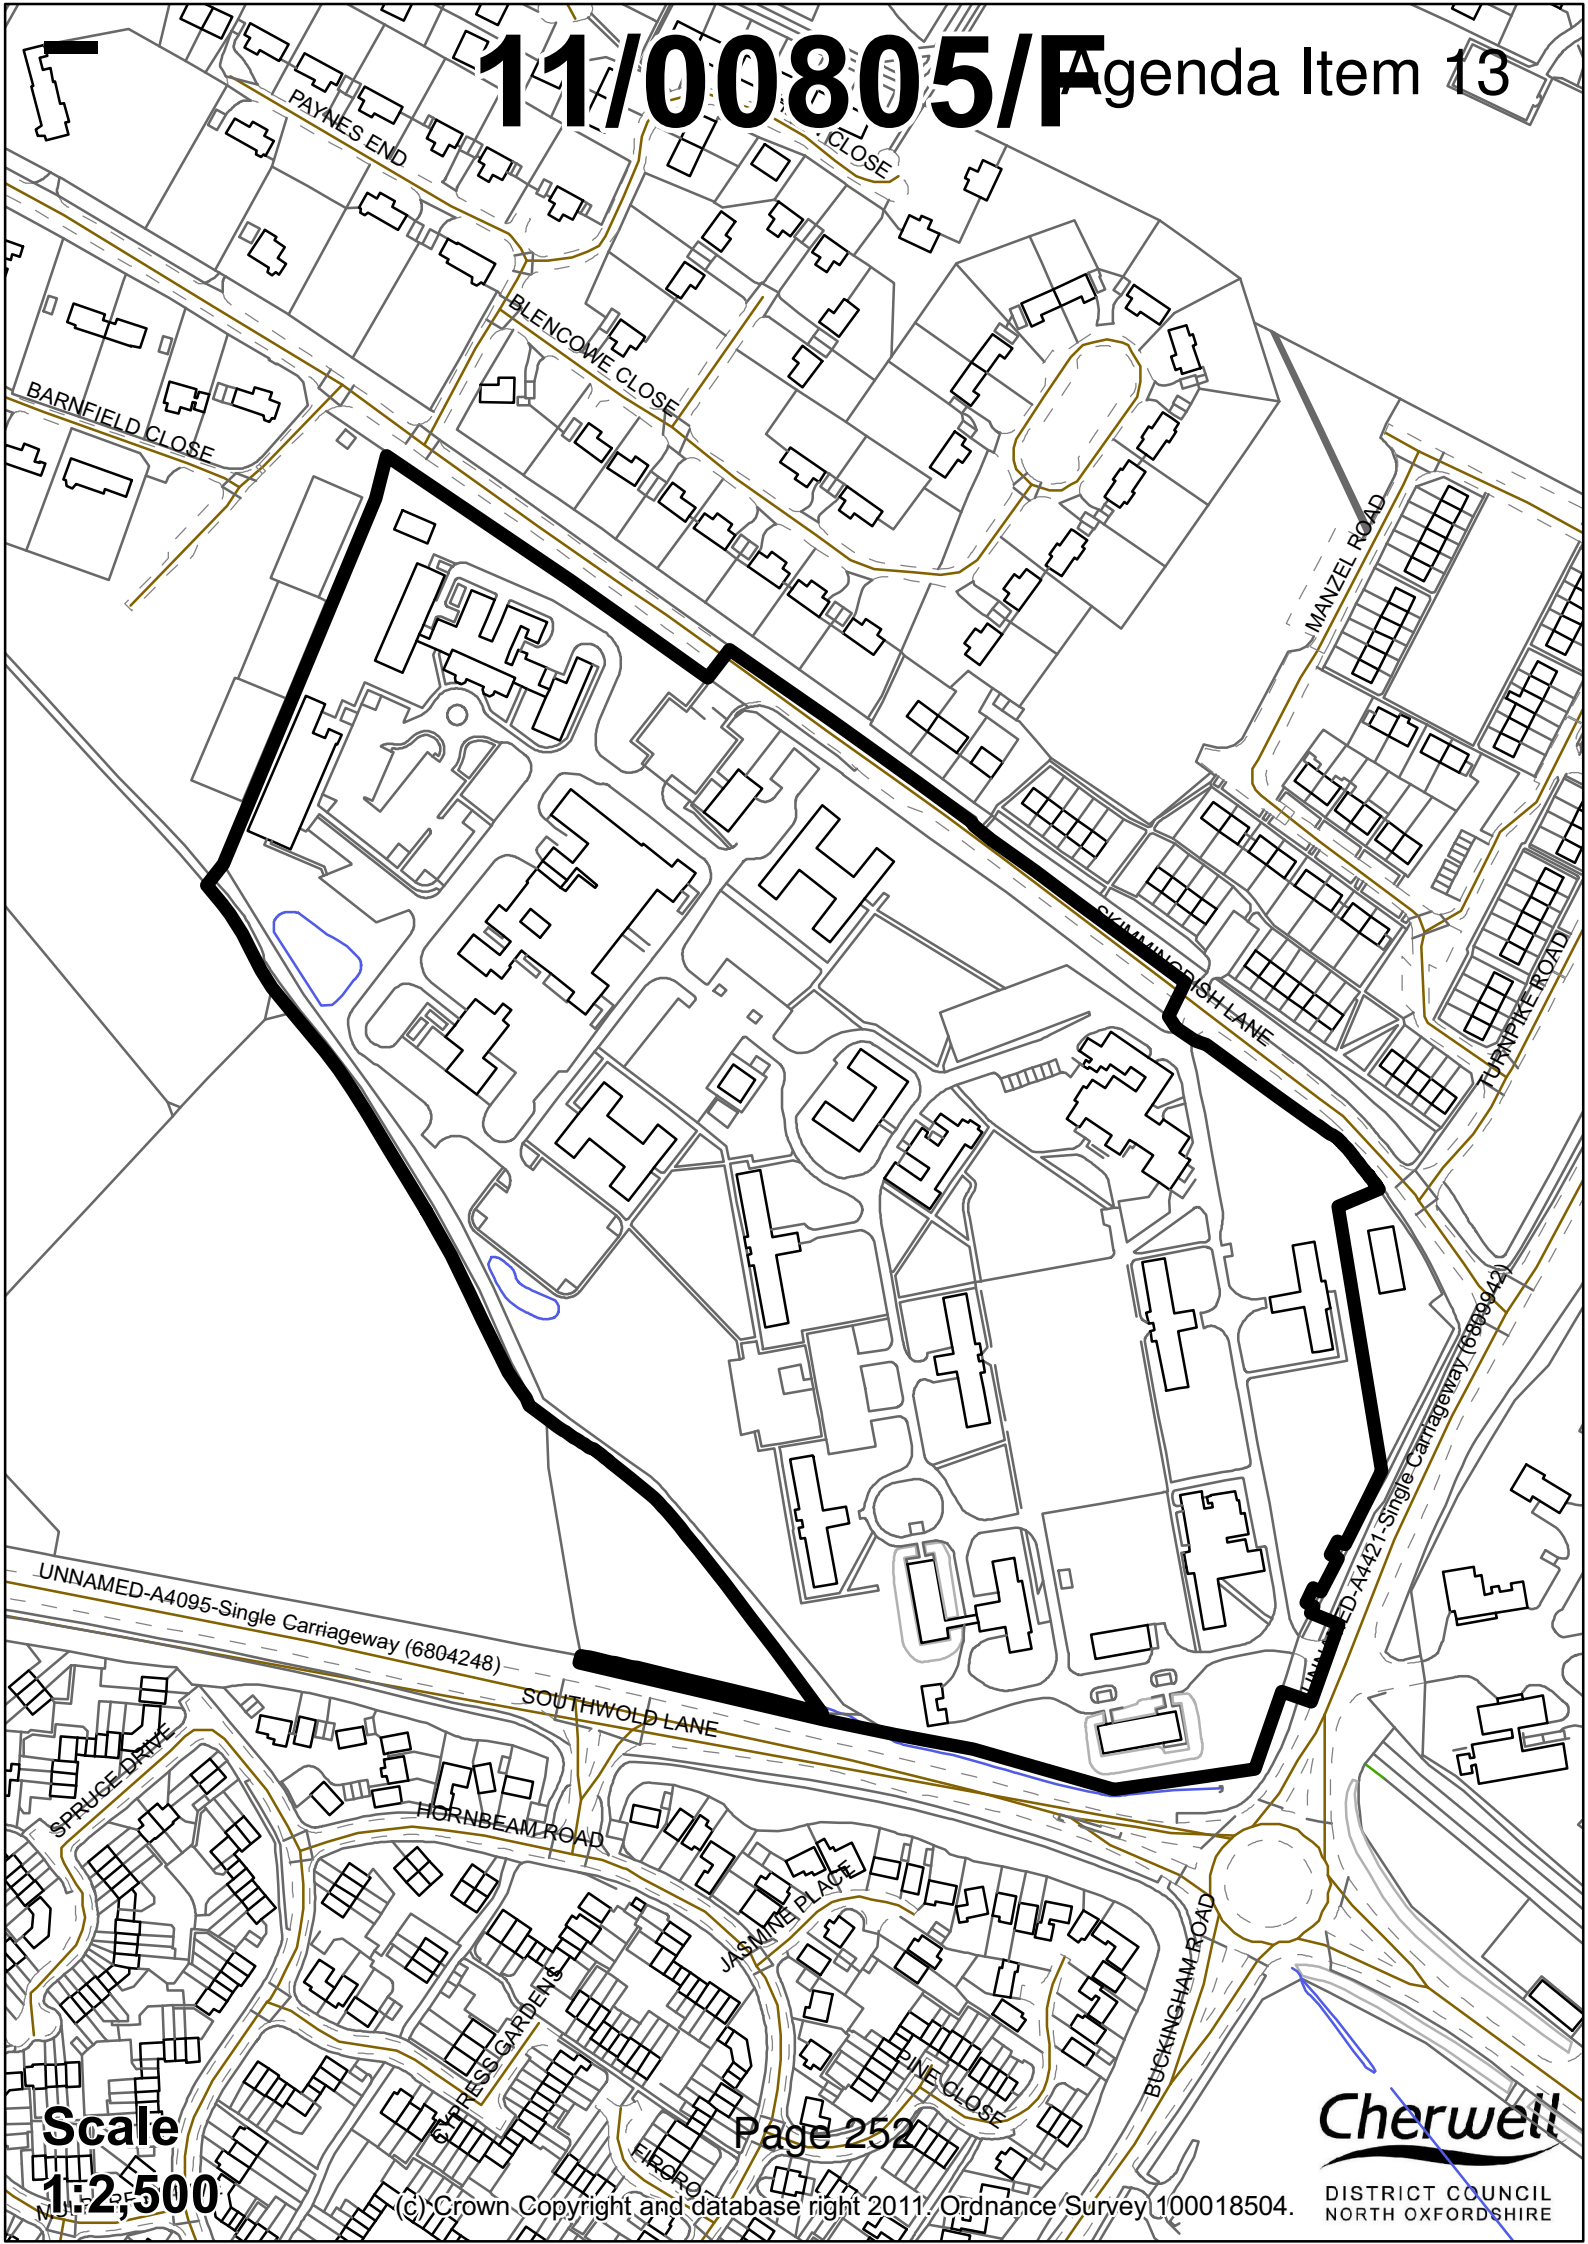 11/00805/F
Agenda Item 13
PAYNES END
CLOSE
BLENCOWE CLOSE
BARNFIELD CLOSE
MANZEL ROAD
SKIMMINGDISH LANE
TURNPIKE ROAD
UNNAMED-A4421-Single Carriageway (6809942)
UNNAMED-A4095-Single Carriageway (6804248)
SOUTHWOLD LANE
SPRUCE DRIVE
HORNBEAM ROAD
JASMINE PLACE
BUCKINGHAM ROAD
CYPRESS GARDENS
PINE CLOSE
Scale
1:2,500
Page 252
Cherwell
DISTRICT COUNCIL
NORTH OXFORDSHIRE
(c) Crown Copyright and database right 2011. Ordnance Survey 100018504.